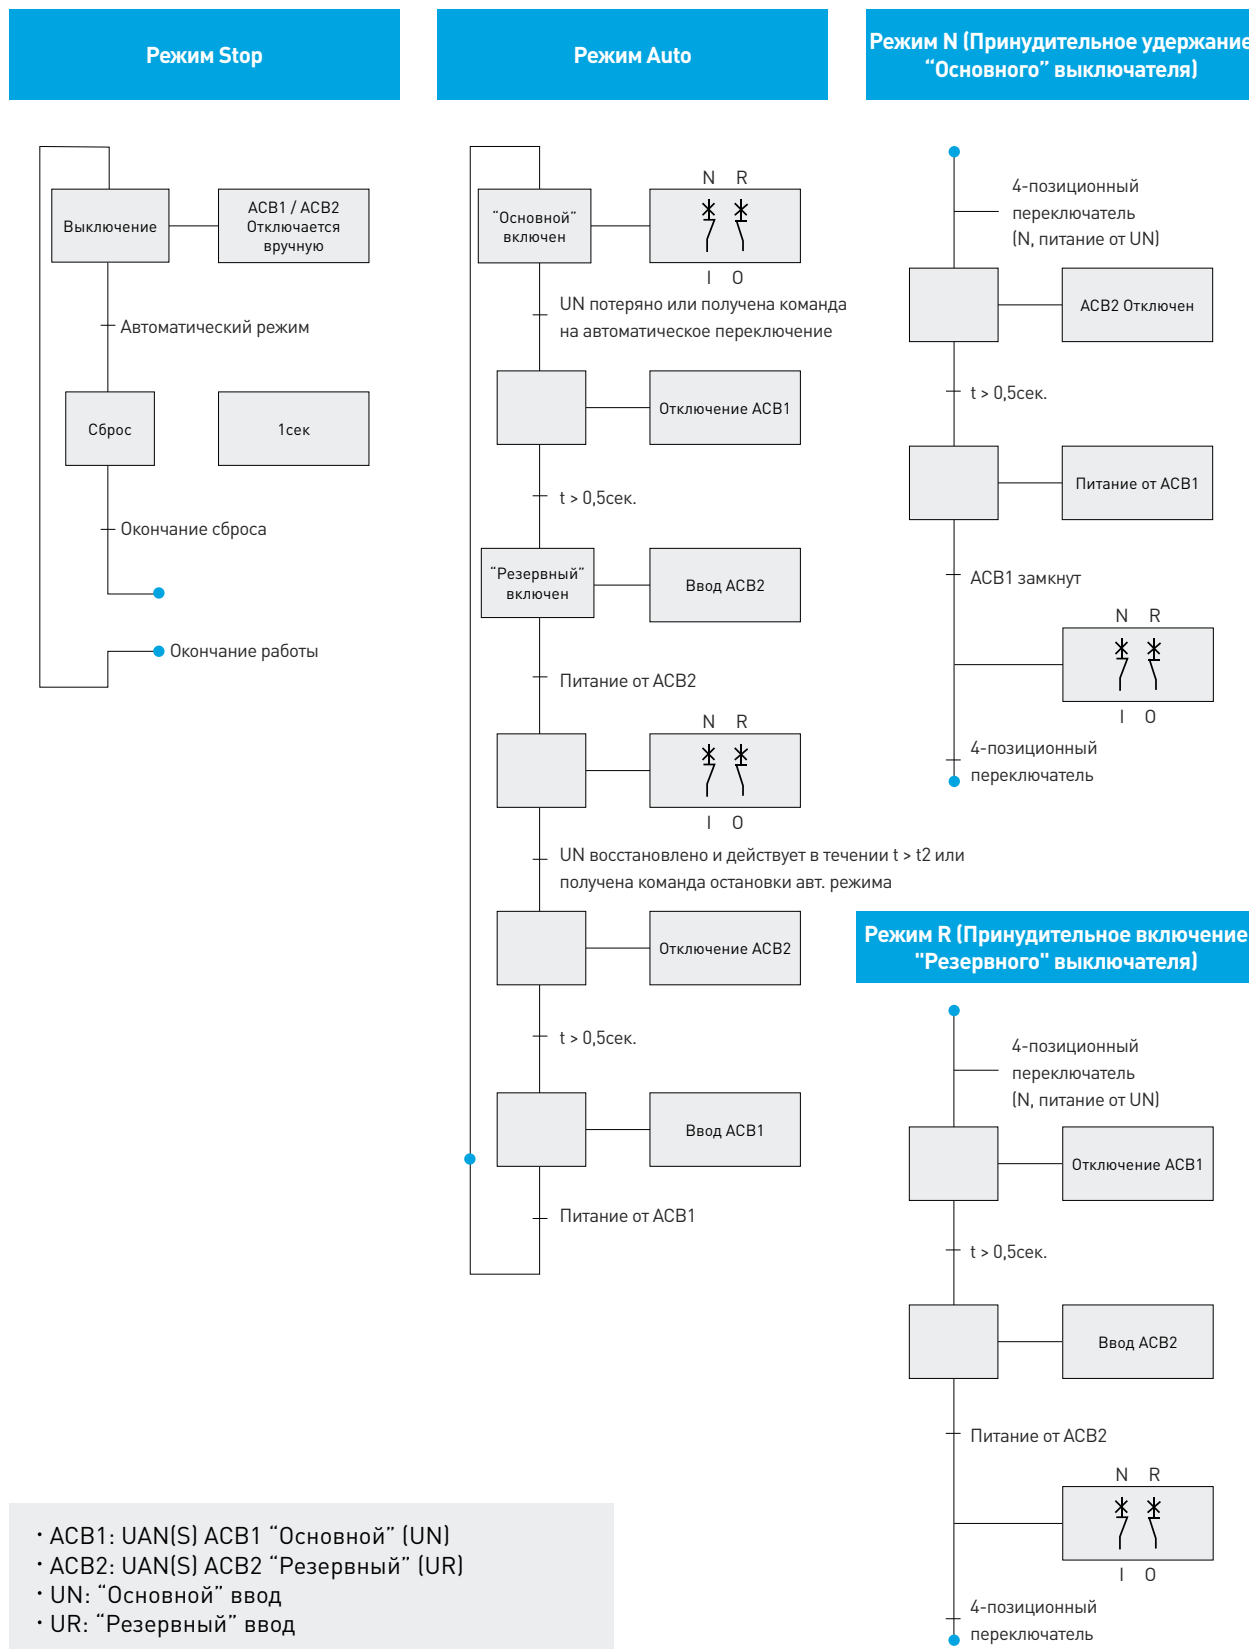 Режим Stop
Выключение
ACB1 / ACB2
Отключается
вручную
Автоматический режим
Сброс
1сек
Окончание сброса
Окончание работы
Режим Auto
“Основной”
включен
N R
I O
UN потеряно или получена команда
на автоматическое переключение
Отключение ACB1
t > 0,5сек.
“Резервный”
включен
Ввод ACB2
Питание от ACB2
N R
I O
UN восстановлено и действует в течении t > t2 или
получена команда остановки авт. режима
Отключение ACB2
t > 0,5сек.
Ввод ACB1
Питание от ACB1
Режим N (Принудительное удержание
“Основного” выключателя)
4-позиционный
переключатель
(N, питание от UN)
ACB2 Отключен
t > 0,5сек.
Питание от ACB1
ACB1 замкнут
N R
I O
4-позиционный
переключатель
Режим R (Принудительное включение
"Резервного" выключателя)
4-позиционный
переключатель
(N, питание от UN)
Отключение ACB1
t > 0,5сек.
Ввод ACB2
Питание от ACB2
N R
I O
4-позиционный
переключатель
· ACB1: UAN(S) ACB1 “Основной” (UN)
· ACB2: UAN(S) ACB2 “Резервный” (UR)
· UN: “Основной” ввод
· UR: “Резервный” ввод